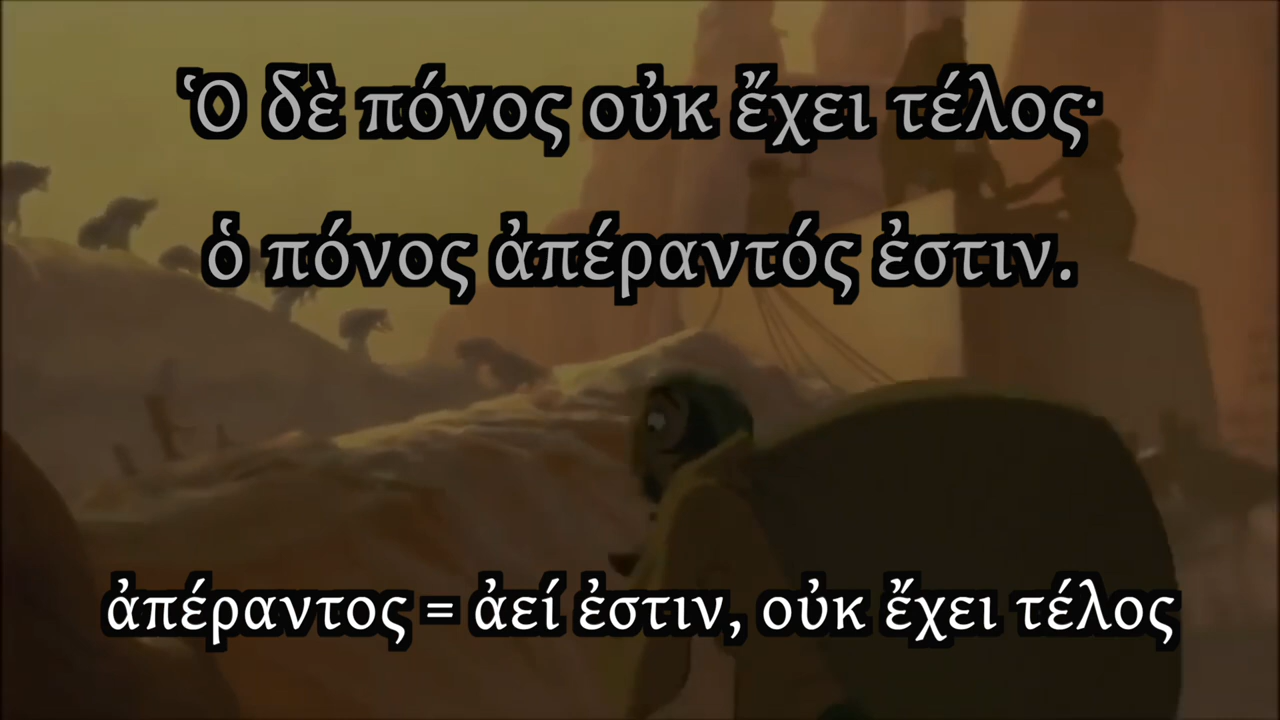 Ὁ δὲ πόνος οὐκ ἔχει τέλος·
ὁ πόνος ἀπέραντός ἐστιν.
ἀπέραντος = ἀεί ἐστιν, οὐκ ἔχει τέλος